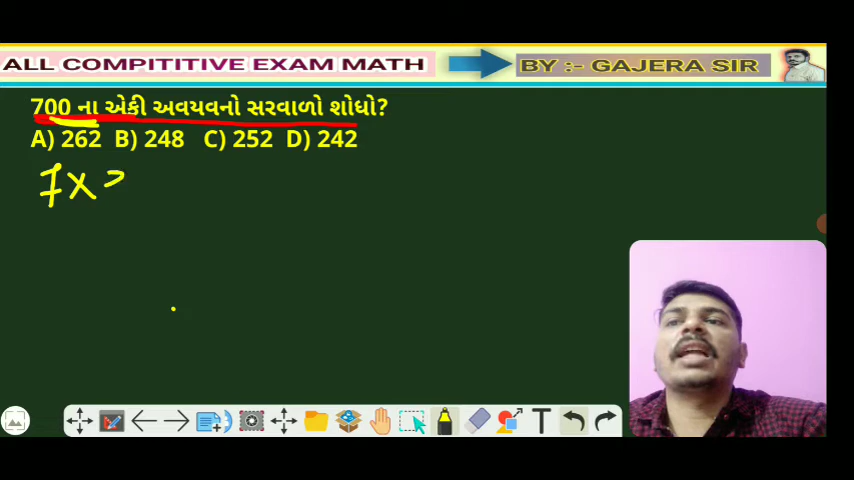 ALL COMPITITIVE EXAM MATH BY :- GAJERA SIR
700 ના એકી અવયવનો સરવાળો શોધો?
A) 262 B) 248 C) 252 D) 242
7x